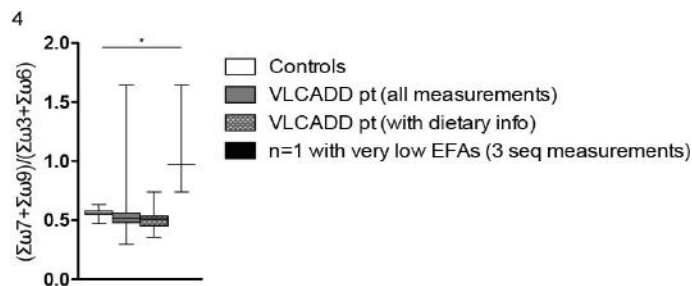 4
*
2.0
1.5
1.0
0.5
0.0
(Σω7+Σω9)/(Σω3+Σω6)
Controls
VLCADD pt (all measurements)
VLCADD pt (with dietary info)
n=1 with very low EFAs (3 seq measurements)